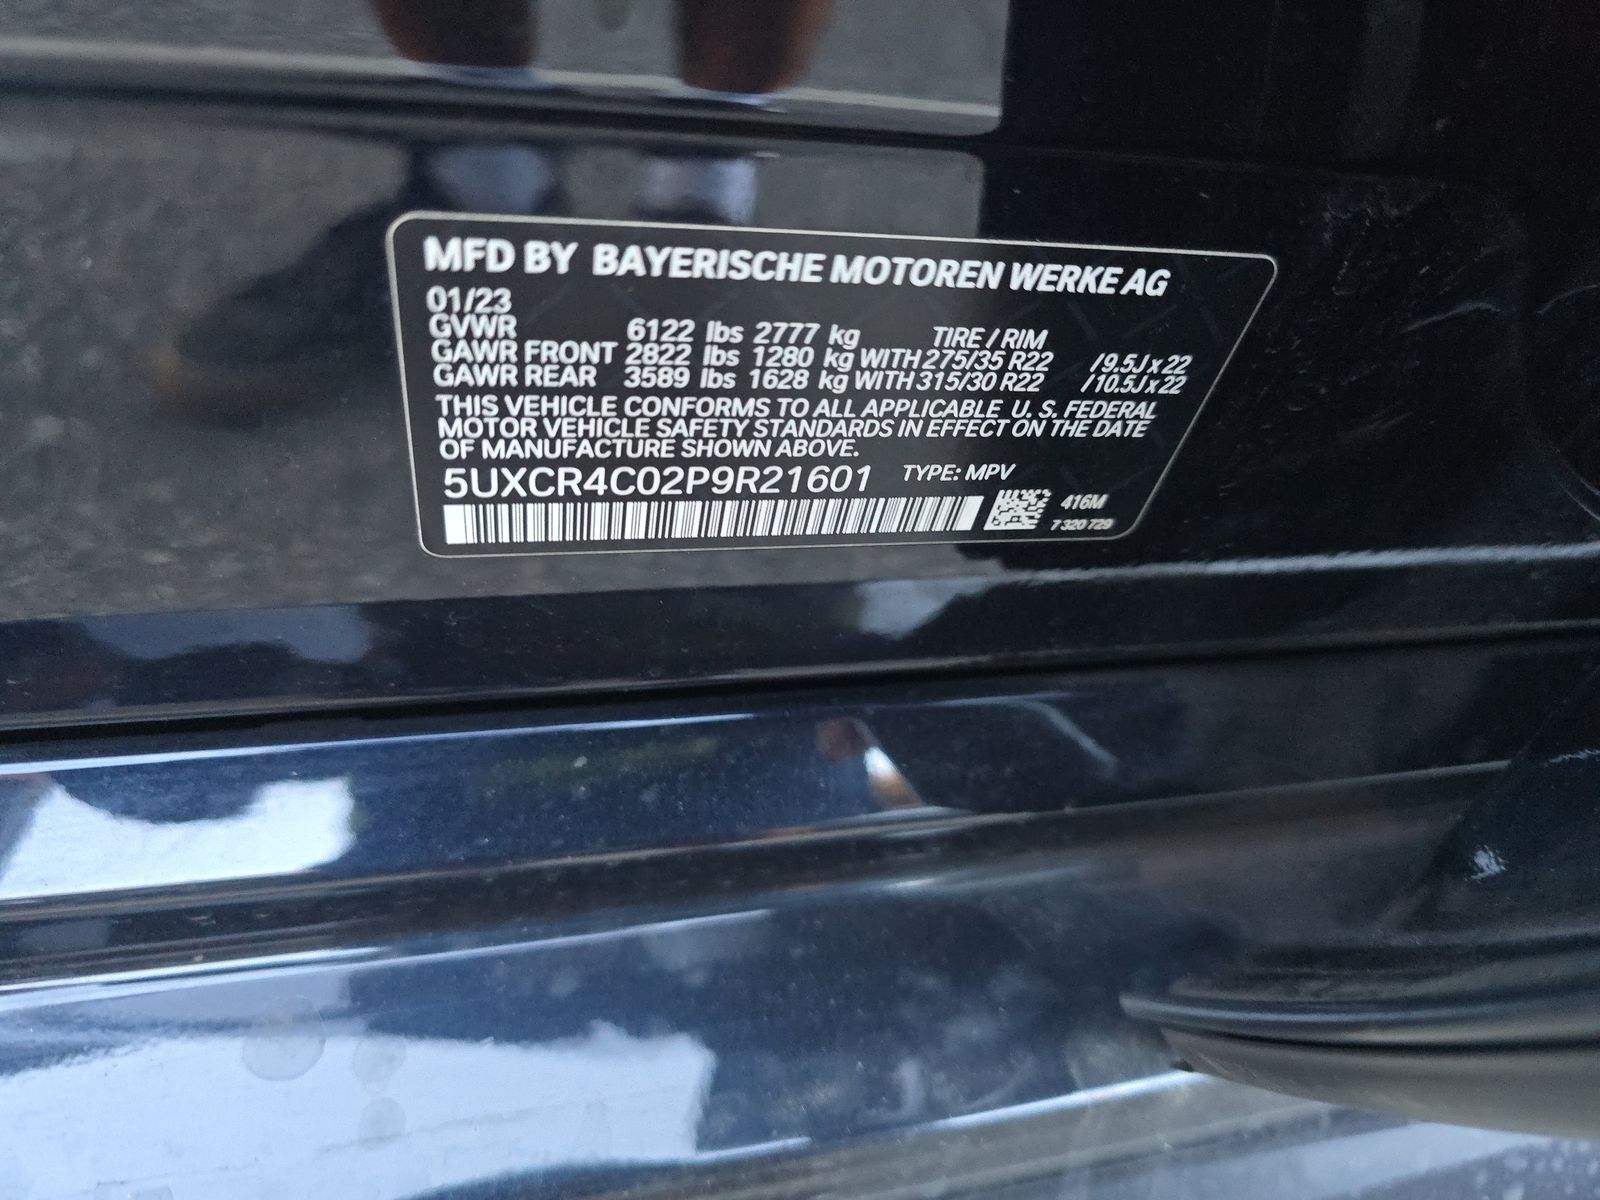 MFD BY BAYERISCHE MOTOREN WERKE AG
01/23
GVWR 6122 lbs 2777 kg TIRE / RIM
GAWR FRONT 2822 lbs 1280 kg WITH 275/35 R22 / 9.5J x 22
GAWR REAR 3589 lbs 1628 kg WITH 315/30 R22 / 10.5J x 22
THIS VEHICLE CONFORMS TO ALL APPLICABLE U. S. FEDERAL
MOTOR VEHICLE SAFETY STANDARDS IN EFFECT ON THE DATE
OF MANUFACTURE SHOWN ABOVE.
5UXCR4C02P9R21601 TYPE: MPV
416M
7 320 729